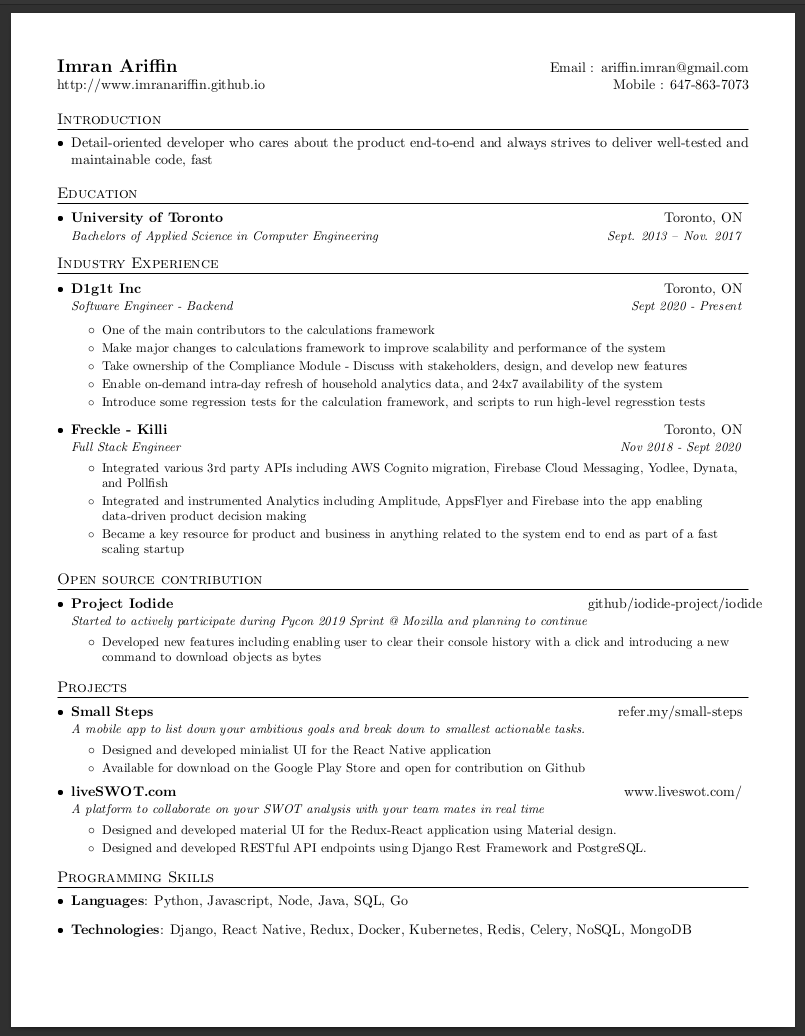 Imran Ariffin Email : ariffin.imran@gmail.com
http://www.imranariffin.github.io Mobile : 647-863-7073
Introduction
• Detail-oriented developer who cares about the product end-to-end and always strives to deliver well-tested and
maintainable code, fast
Education
• University of Toronto Toronto, ON
Bachelors of Applied Science in Computer Engineering Sept. 2013 – Nov. 2017
Industry Experience
• D1g1t Inc Toronto, ON
Software Engineer - Backend Sept 2020 - Present
◦ One of the main contributors to the calculations framework
◦ Make major changes to calculations framework to improve scalability and performance of the system
◦ Take ownership of the Compliance Module - Discuss with stakeholders, design, and develop new features
◦ Enable on-demand intra-day refresh of household analytics data, and 24x7 availability of the system
◦ Introduce some regression tests for the calculation framework, and scripts to run high-level regresstion tests
• Freckle - Killi Toronto, ON
Full Stack Engineer Nov 2018 - Sept 2020
◦ Integrated various 3rd party APIs including AWS Cognito migration, Firebase Cloud Messaging, Yodlee, Dynata,
and Pollfish
◦ Integrated and instrumented Analytics including Amplitude, AppsFlyer and Firebase into the app enabling
data-driven product decision making
◦ Became a key resource for product and business in anything related to the system end to end as part of a fast
scaling startup
Open source contribution
• Project Iodide github/iodide-project/iodide
Started to actively participate during Pycon 2019 Sprint @ Mozilla and planning to continue
◦ Developed new features including enabling user to clear their console history with a click and introducing a new
command to download objects as bytes
Projects
• Small Steps refer.my/small-steps
A mobile app to list down your ambitious goals and break down to smallest actionable tasks.
◦ Designed and developed minialist UI for the React Native application
◦ Available for download on the Google Play Store and open for contribution on Github
• liveSWOT.com www.liveswot.com/
A platform to collaborate on your SWOT analysis with your team mates in real time
◦ Designed and developed material UI for the Redux-React application using Material design.
◦ Designed and developed RESTful API endpoints using Django Rest Framework and PostgreSQL.
Programming Skills
• Languages: Python, Javascript, Node, Java, SQL, Go
• Technologies: Django, React Native, Redux, Docker, Kubernetes, Redis, Celery, NoSQL, MongoDB